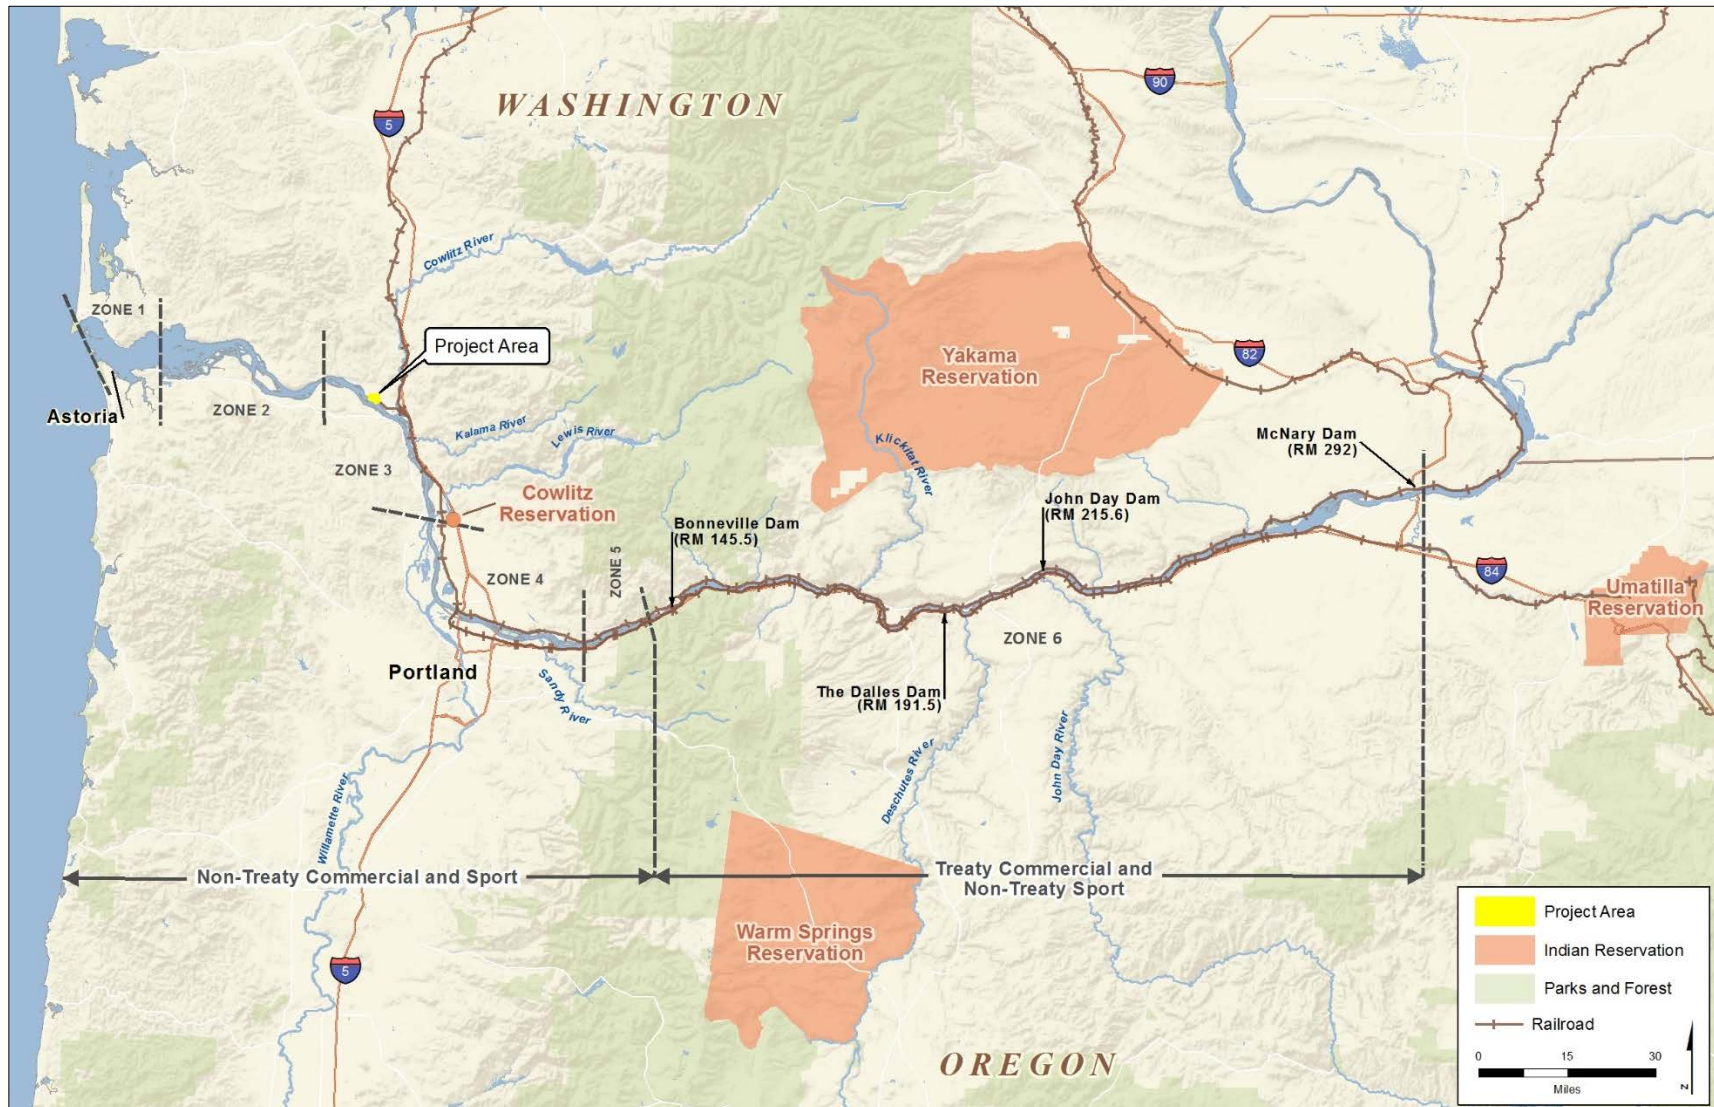 WASHINGTON
5
90
Cowlitz River
ZONE 1
Project Area
Yakama
Reservation
82
Astoria
ZONE 2
Kalama River
Lewis River
Klickitat River
McNary Dam
(RM 292)
ZONE 3
Cowlitz
Reservation
Bonneville Dam
(RM 145.5)
John Day Dam
(RM 215.6)
ZONE 4
ZONE 5
84
Umatilla
Reservation
ZONE 6
Portland
Sandy River
The Dalles Dam
(RM 191.5)
Willamette River
Deschutes River
John Day River
Non-Treaty Commercial and Sport
Treaty Commercial and
Non-Treaty Sport
Warm Springs
Reservation
5
OREGON
Project Area
Indian Reservation
Parks and Forest
Railroad
0 15 30
Miles
N